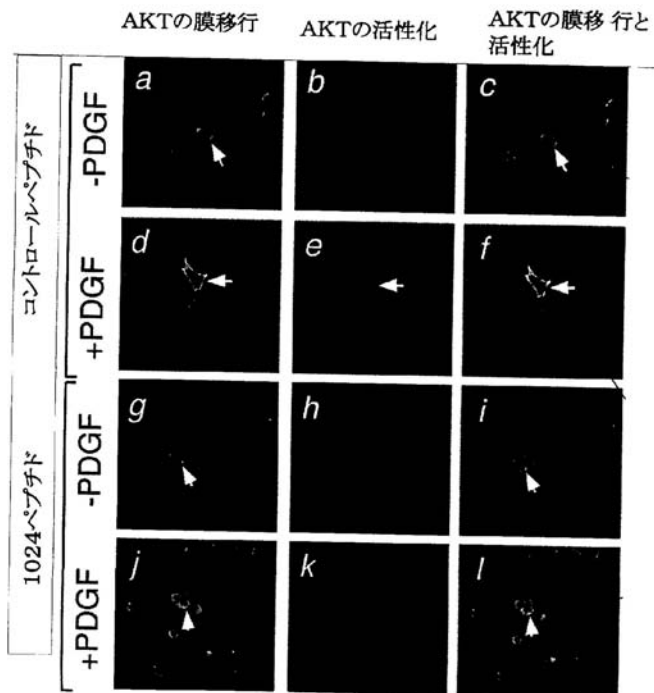 AKTの膜移行
AKTの活性化
AKTの膜移 行と
活性化
コントロールペプチド
-PDGF
a
b
c
+PDGF
d
e
f
1024ペプチド
-PDGF
g
h
i
+PDGF
j
k
l